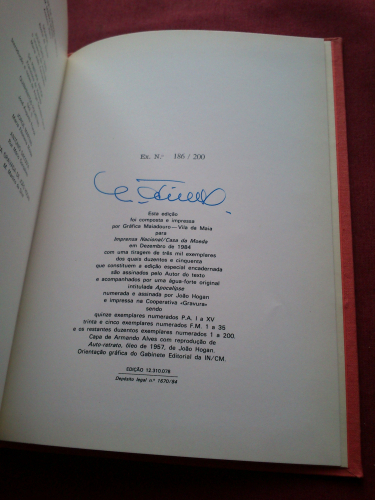 Ex. N.º 186 / 200
Esta edição
foi composta e impressa
por Gráfica Maiadouro — Vila da Maia
para
Imprensa Nacional/Casa da Moeda
em Dezembro de 1984
com uma tiragem de três mil exemplares
dos quais duzentos e cinquenta
que constituem a edição especial encadernada
são assinados pelo Autor do texto
e acompanhados por uma água-forte original
intitulada Apocalipse
numerada e assinada por João Hogan
e impressa na Cooperativa «Gravura»
sendo
quinze exemplares numerados P.A. I a XV
trinta e cinco exemplares numerados F.M. 1 a 35
e os restantes duzentos exemplares numerados 1 a 200.
Capa de Armando Alves com reprodução de
Auto-retrato, óleo de 1957, de João Hogan.
Orientação gráfica do Gabinete Editorial da IN/CM.
EDIÇÃO 12.310.078
Depósito legal n.º 1670/84